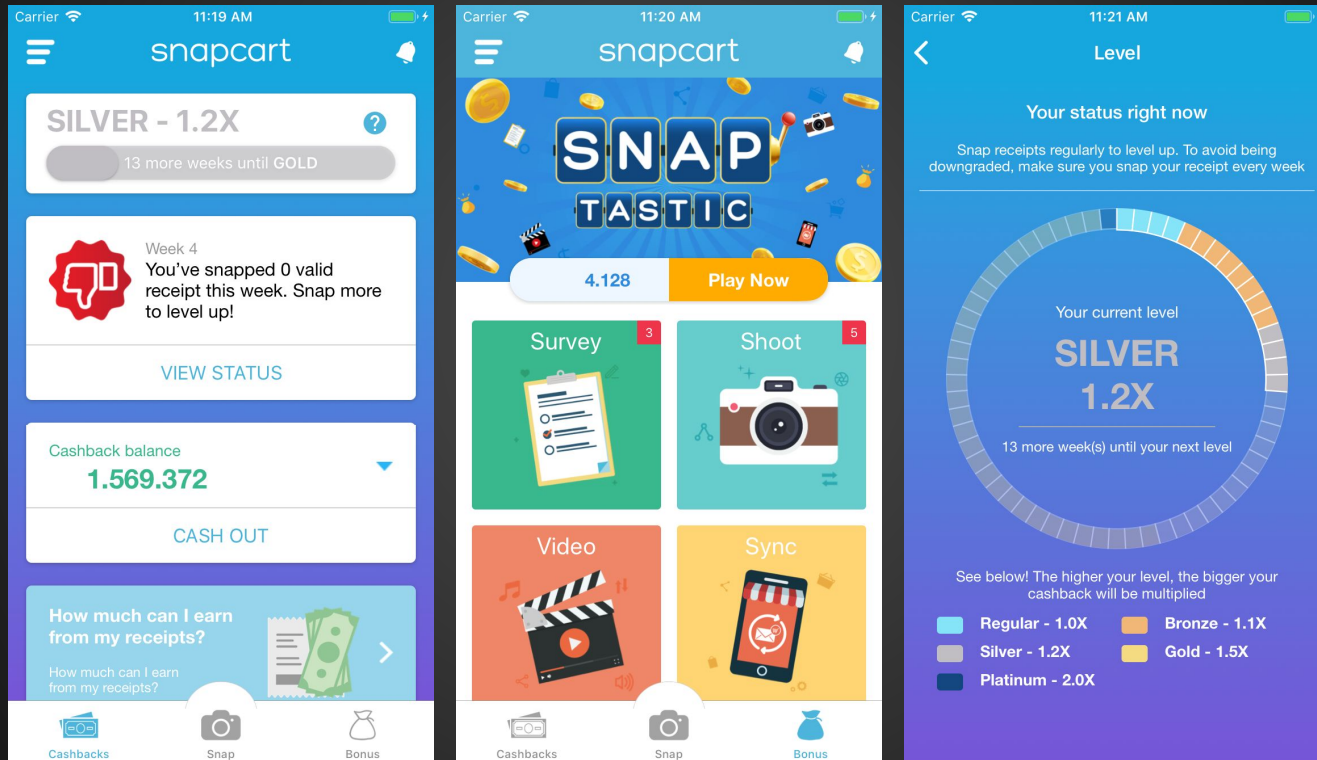 Carrier 11:19 AM
snapcart
SILVER - 1.2X ?
13 more weeks until GOLD
Week 4
You've snapped 0 valid
receipt this week. Snap more
to level up!
VIEW STATUS
Cashback balance
1.569.372
CASH OUT
How much can I earn
from my receipts?
How much can I earn
from my receipts?
Cashbacks Snap Bonus
Carrier 11:20 AM
snapcart
SNAP
TASTIC
4.128 Play Now
Survey 3
Shoot 5
Video
Sync
Cashbacks Snap Bonus
Carrier 11:21 AM
Level
Your status right now
Snap receipts regularly to level up. To avoid being
downgraded, make sure you snap your receipt every week
Your current level
SILVER
1.2X
13 more week(s) until your next level
See below! The higher your level, the bigger your
cashback will be multiplied
Regular - 1.0X Bronze - 1.1X
Silver - 1.2X Gold - 1.5X
Platinum - 2.0X